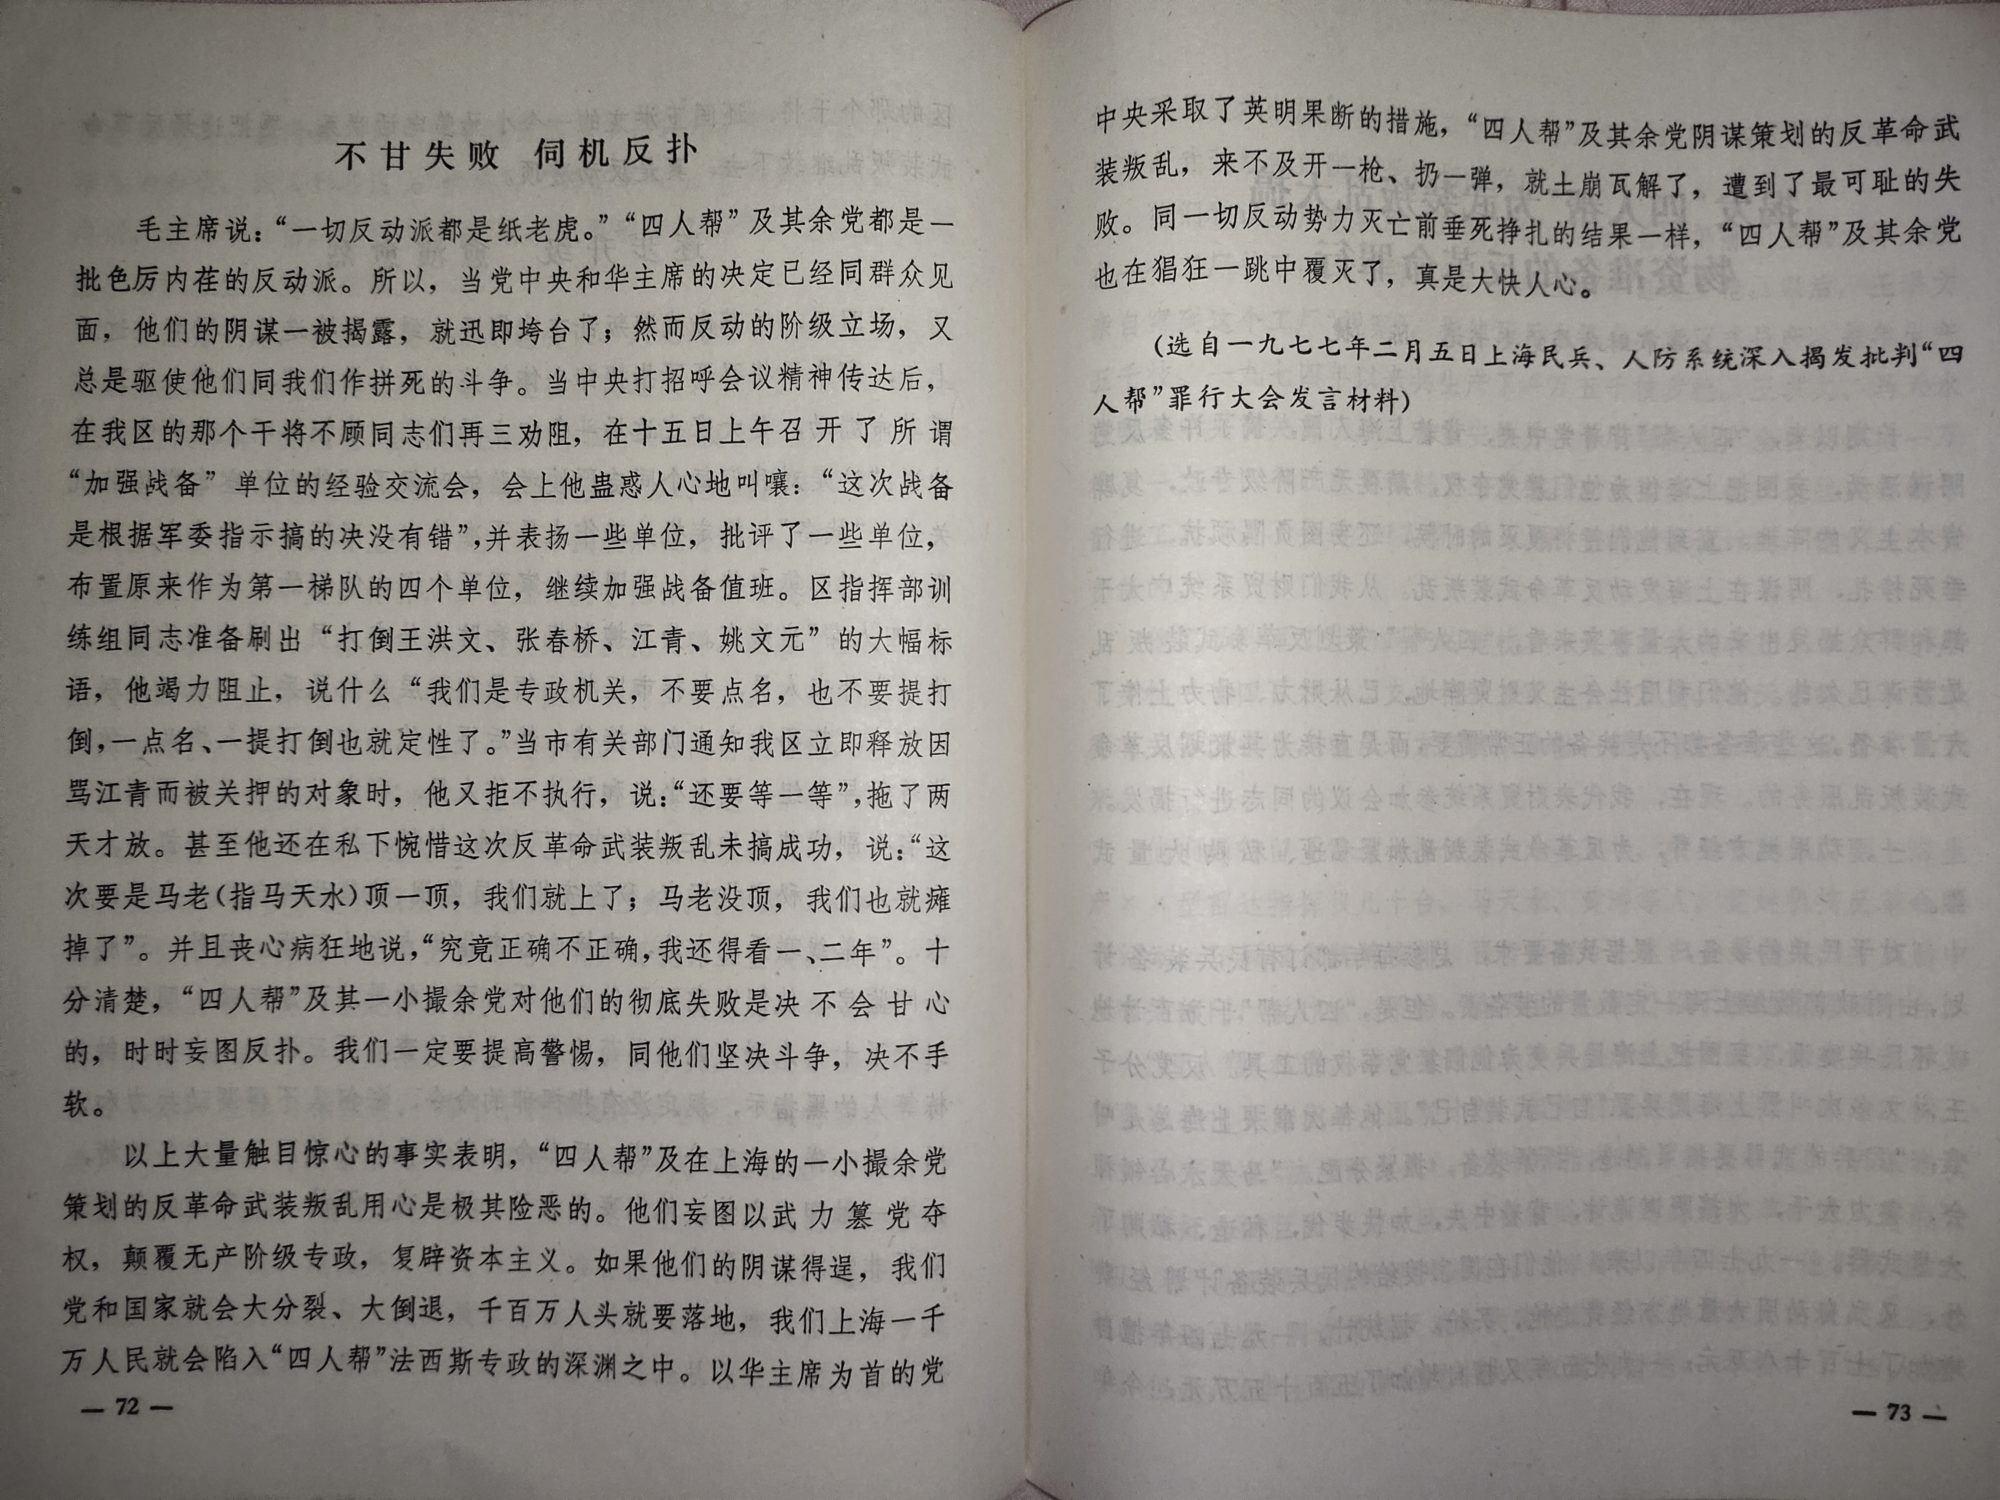 不甘失败 伺机反扑
毛主席说：“一切反动派都是纸老虎。”“四人帮”及其余党都是一
批色厉内荏的反动派。所以，当党中央和华主席的决定已经同群众见
面，他们的阴谋一被揭露，就迅即垮台了；然而反动的阶级立场，又
总是驱使他们同我们作拼死的斗争。当中央打招呼会议精神传达后，
在我区的那个干将不顾同志们再三劝阻，在十五日上午召开了所谓
“加强战备”单位的经验交流会，会上他蛊惑人心地叫嚷：“这次战备
是根据军委指示搞的决没有错”，并表扬一些单位，批评了一些单位，
布置原来作为第一梯队的四个单位，继续加强战备值班。区指挥部训
练组同志准备刷出“打倒王洪文、张春桥、江青、姚文元”的大幅标
语，他竭力阻止，说什么“我们是专政机关，不要点名，也不要提打
倒，一点名、一提打倒也就定性了。”当市有关部门通知我区立即释放因
骂江青而被关押的对象时，他又拒不执行，说：“还要等一等”，拖了两
天才放。甚至他还在私下惋惜这次反革命武装叛乱未搞成功，说：“这
次要是马老（指马天水）顶一顶，我们就上了；马老没顶，我们也就瘫
掉了”。并且丧心病狂地说，“究竟正确不正确，我还得看一、二年”。十
分清楚，“四人帮”及其一小撮余党对他们的彻底失败是决不会甘心
的，时时妄图反扑。我们一定要提高警惕，同他们坚决斗争，决不手
软。
以上大量触目惊心的事实表明，“四人帮”及在上海的一小撮余党
策划的反革命武装叛乱用心是极其险恶的。他们妄图以武力篡党夺
权，颠覆无产阶级专政，复辟资本主义。如果他们的阴谋得逞，我们
党和国家就会大分裂、大倒退，千百万人头就要落地，我们上海一千
万人民就会陷入“四人帮”法西斯专政的深渊之中。以华主席为首的党
— 72 —
中央采取了英明果断的措施，“四人帮”及其余党阴谋策划的反革命武
装叛乱，来不及开一枪、扔一弹，就土崩瓦解了，遭到了最可耻的失
败。同一切反动势力灭亡前垂死挣扎的结果一样，“四人帮”及其余党
也在猖狂一跳中覆灭了，真是大快人心。
（选自一九七七年二月五日上海民兵、人防系统深入揭发批判“四
人帮”罪行大会发言材料）
— 73 —